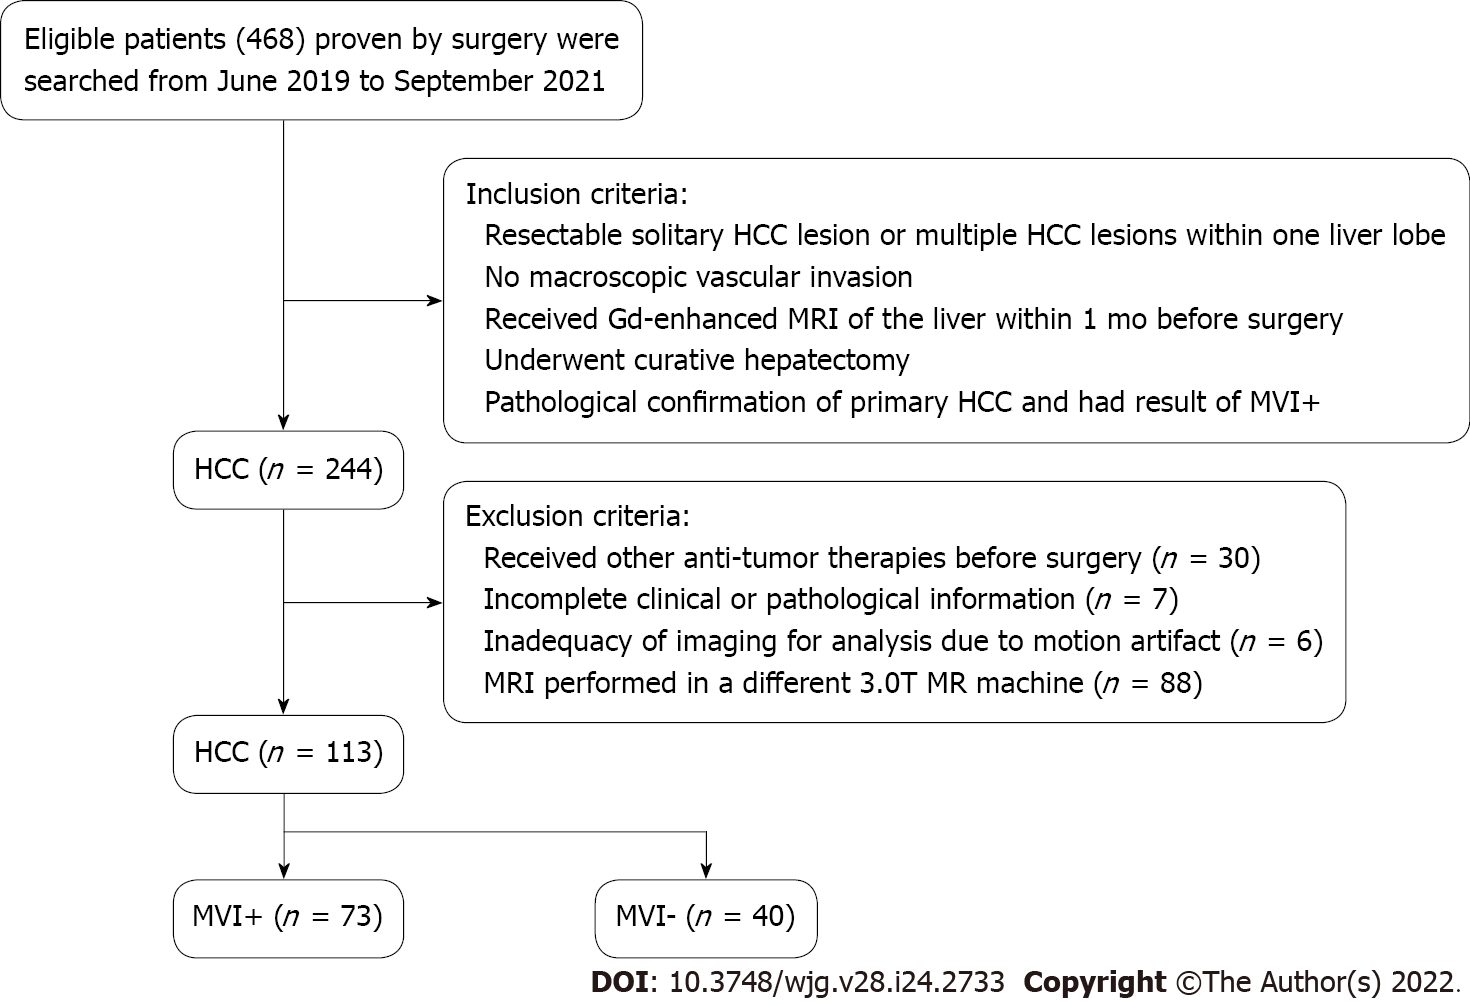 Eligible patients (468) proven by surgery were
searched from June 2019 to September 2021
Inclusion criteria:
Resectable solitary HCC lesion or multiple HCC lesions within one liver lobe
No macroscopic vascular invasion
Received Gd-enhanced MRI of the liver within 1 mo before surgery
Underwent curative hepatectomy
Pathological confirmation of primary HCC and had result of MVI+
HCC (n = 244)
Exclusion criteria:
Received other anti-tumor therapies before surgery (n = 30)
Incomplete clinical or pathological information (n = 7)
Inadequacy of imaging for analysis due to motion artifact (n = 6)
MRI performed in a different 3.0T MR machine (n = 88)
HCC (n = 113)
MVI+ (n = 73)
MVI- (n = 40)
DOI: 10.3748/wjg.v28.i24.2733 Copyright ©The Author(s) 2022.